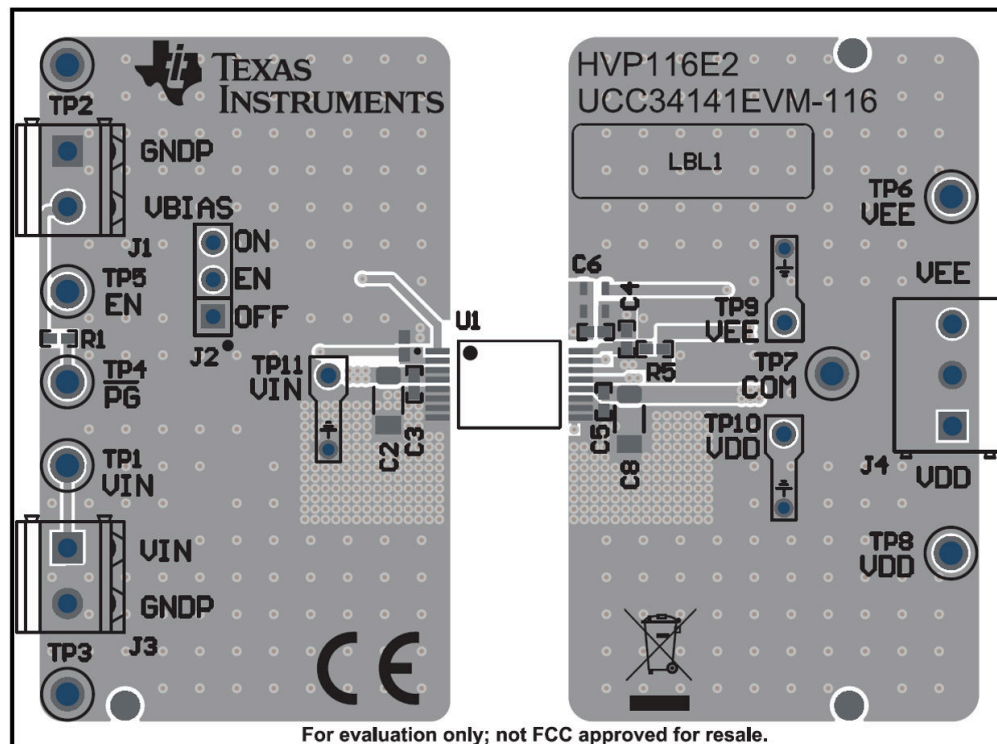 TEXAS
INSTRUMENTS
HVP116E2
UCC34141EVM-116
LBL1
TP2
GNDP
VBIAS
J1
ON
EN
OFF
J2
TP5
EN
R1
TP4
PG
TP1
VIN
VIN
GNDP
J3
TP3
TP11
VIN
C2
C3
U1
C6
C4
R5
C5
C8
TP9
VEE
TP7
COM
TP10
VDD
TP6
VEE
VEE
J4
VDD
TP8
VDD
CE
For evaluation only; not FCC approved for resale.